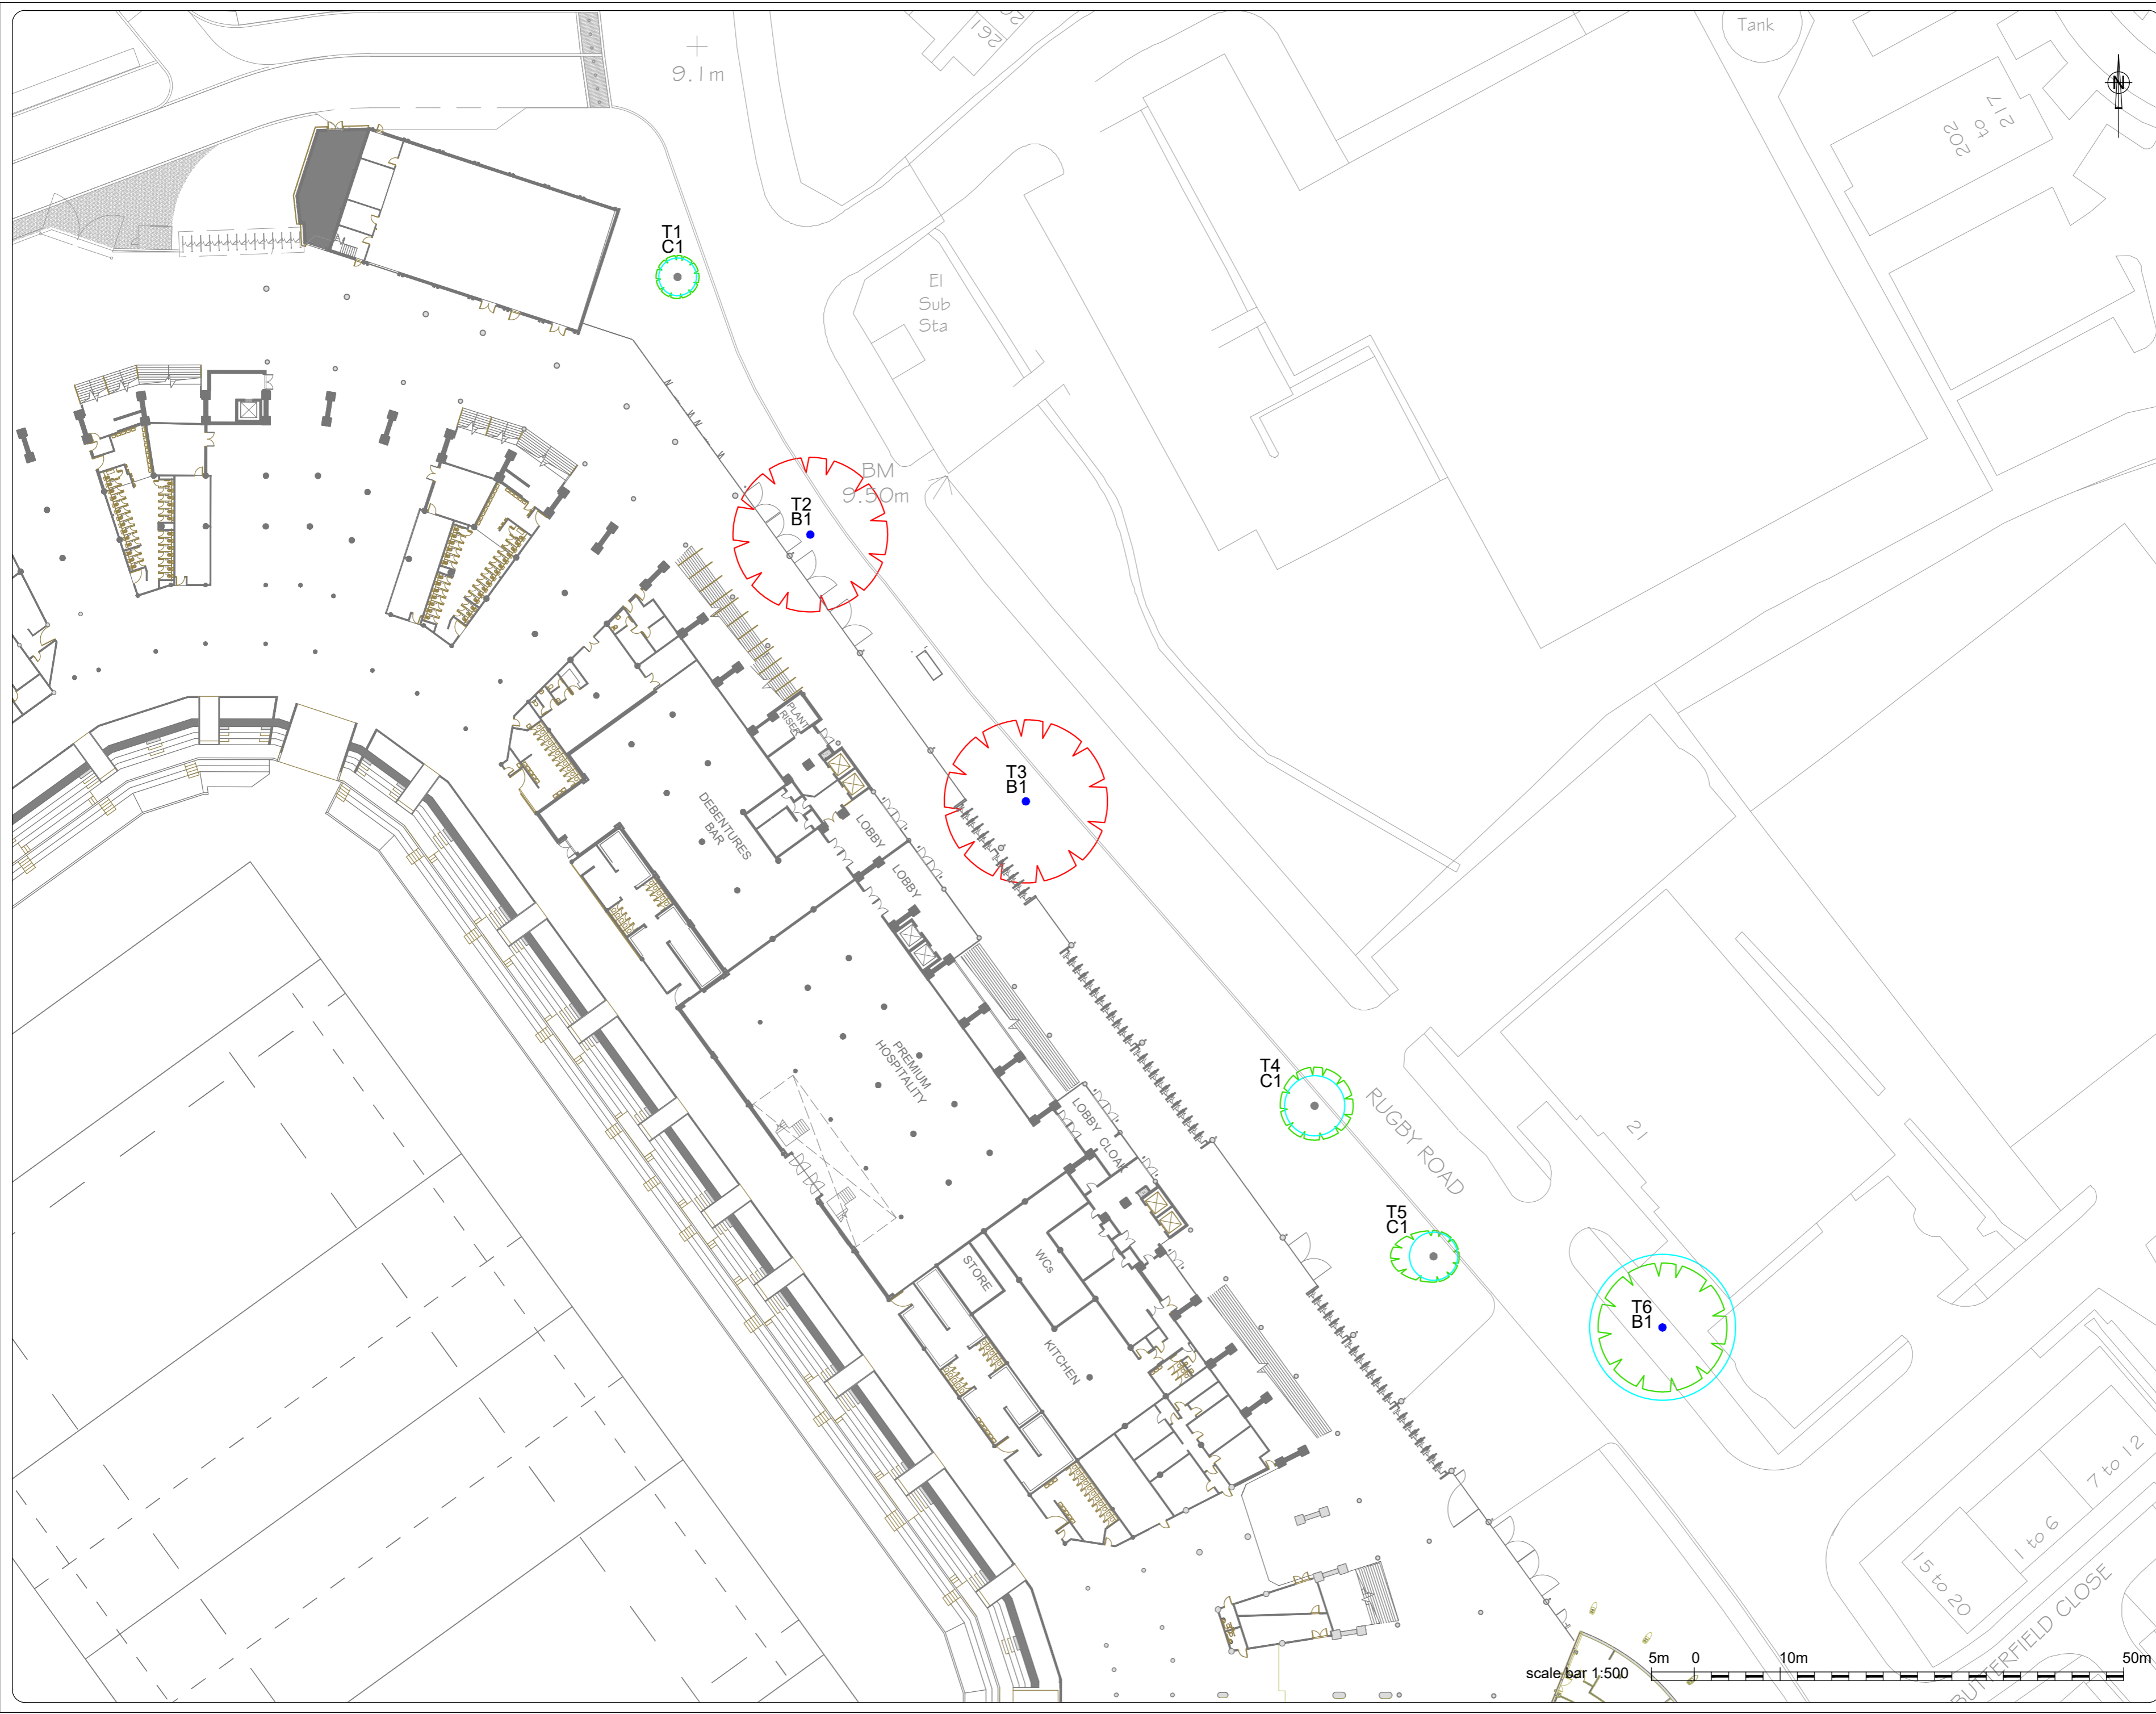 261
Tank
N
9.1m
202
to
217
T1
C1
El
Sub
Sta
BM
9.50m
T2
B1
PLANT
RISER
T3
B1
DEBENTURES
BAR
LOBBY
LOBBY
PREMIUM
HOSPITALITY
T4
C1
LOBBY
CLOAK
RUGBY ROAD
21
T5
C1
WCs
STORE
T6
B1
KITCHEN
7 to 12
1 to 6
15 to 20
BUTTERFIELD CLOSE
5m 0 10m 50m
scale bar 1:500